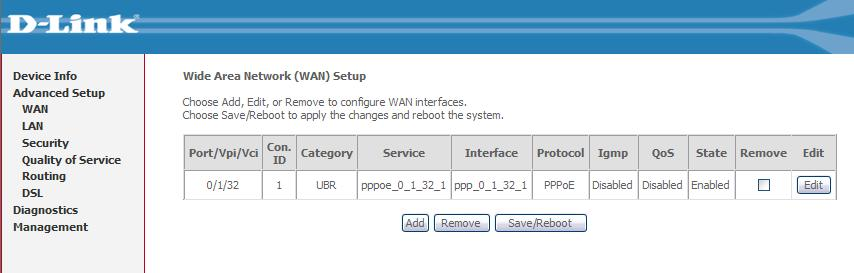 D-Link
Device Info
Advanced Setup
WAN
LAN
Security
Quality of Service
Routing
DSL
Diagnostics
Management
Wide Area Network (WAN) Setup
Choose Add, Edit, or Remove to configure WAN interfaces.
Choose Save/Reboot to apply the changes and reboot the system.
Port/Vpi/Vci Con. ID Category Service Interface Protocol Igmp QoS State Remove Edit
0/1/32 1 UBR pppoe_0_1_32_1 ppp_0_1_32_1 PPPoE Disabled Disabled Enabled Edit
Add Remove Save/Reboot